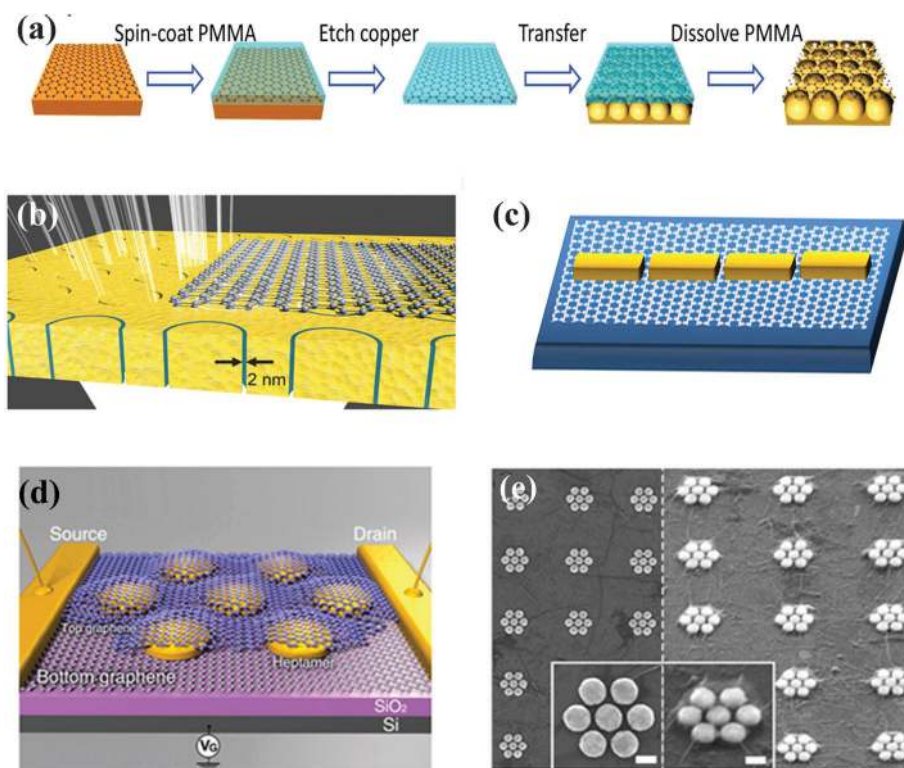 (a)
Spin-coat PMMA
Etch copper
Transfer
Dissolve PMMA
(b)
2 nm
(c)
(d)
Source
Drain
Top graphene
Heptamer
Bottom graphene
SiO₂
Si
VG
(e)